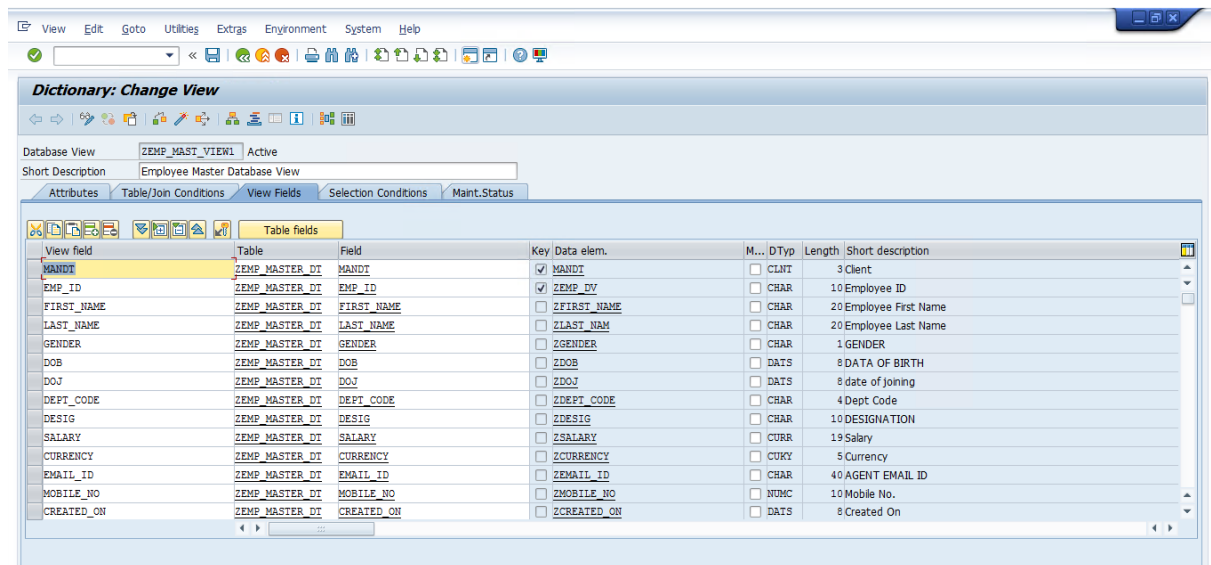 View Edit Goto Utilities Extras Environment System Help
Dictionary: Change View
Database View ZEMP_MAST_VIEW1 Active
Short Description Employee Master Database View
Attributes Table/Join Conditions View Fields Selection Conditions Maint.Status
Table fields
View field Table Field Key Data elem. M... DTyp Length Short description
MANDT ZEMP_MASTER_DT MANDT MANDT CLNT 3 Client
EMP_ID ZEMP_MASTER_DT EMP_ID ZEMP_DV CHAR 10 Employee ID
FIRST_NAME ZEMP_MASTER_DT FIRST_NAME ZFIRST_NAME CHAR 20 Employee First Name
LAST_NAME ZEMP_MASTER_DT LAST_NAME ZLAST_NAM CHAR 20 Employee Last Name
GENDER ZEMP_MASTER_DT GENDER ZGENDER CHAR 1 GENDER
DOB ZEMP_MASTER_DT DOB ZDOB DATS 8 DATA OF BIRTH
DOJ ZEMP_MASTER_DT DOJ ZDOJ DATS 8 date of joining
DEPT_CODE ZEMP_MASTER_DT DEPT_CODE ZDEPT_CODE CHAR 4 Dept Code
DESIG ZEMP_MASTER_DT DESIG ZDESIG CHAR 10 DESIGNATION
SALARY ZEMP_MASTER_DT SALARY ZSALARY CURR 19 Salary
CURRENCY ZEMP_MASTER_DT CURRENCY ZCURRENCY CUKY 5 Currency
EMAIL_ID ZEMP_MASTER_DT EMAIL_ID ZEMAIL_ID CHAR 40 AGENT EMAIL ID
MOBILE_NO ZEMP_MASTER_DT MOBILE_NO ZMOBILE_NO NUMC 10 Mobile No.
CREATED_ON ZEMP_MASTER_DT CREATED_ON ZCREATED_ON DATS 8 Created On